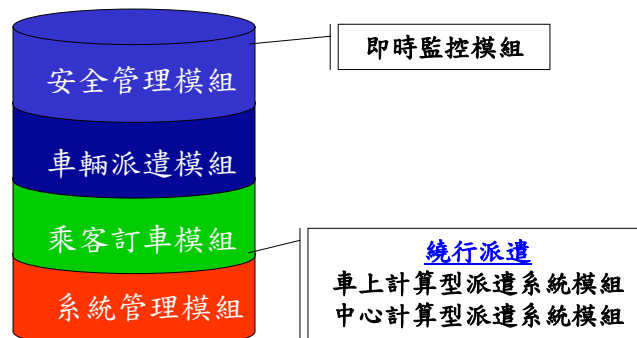 安全管理模組
車輛派遣模組
乘客訂車模組
系統管理模組
即時監控模組
繞行派遣
車上計算型派遣系統模組
中心計算型派遣系統模組